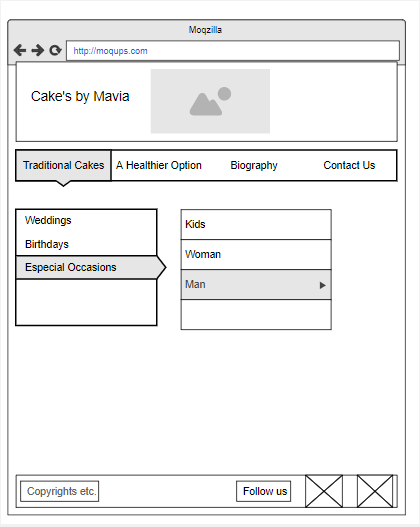 Moqzilla
http://moqups.com
Cake's by Mavia
Traditional Cakes A Healthier Option Biography Contact Us
Weddings
Birthdays
Especial Occasions
Kids
Woman
Man
Copyrights etc. Follow us